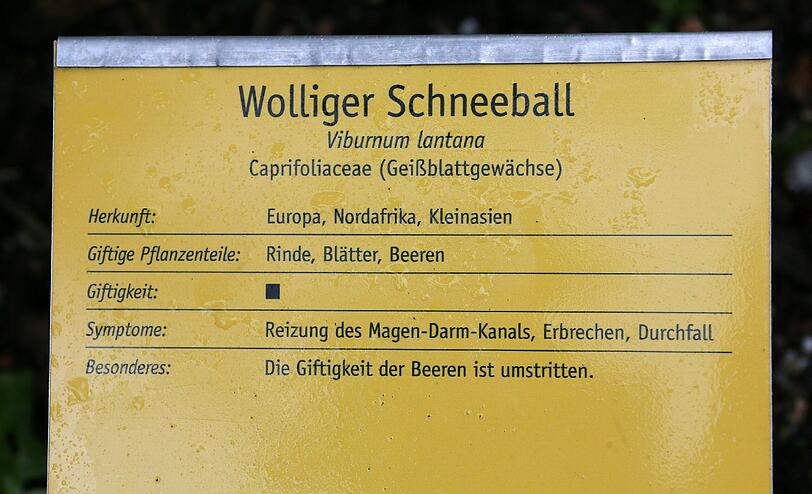 Wolliger Schneeball
Viburnum lantana
Caprifoliaceae (Geißblattgewächse)
Herkunft: Europa, Nordafrika, Kleinasien
Giftige Pflanzenteile: Rinde, Blätter, Beeren
Giftigkeit: ■
Symptome: Reizung des Magen-Darm-Kanals, Erbrechen, Durchfall
Besonderes: Die Giftigkeit der Beeren ist umstritten.